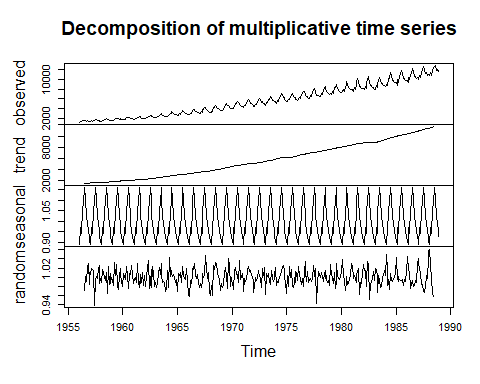 Decomposition of multiplicative time series
observed
2000
10000
trend
2000
8000
seasonal
0.90
1.05
random
0.94
1.02
1955 1960 1965 1970 1975 1980 1985 1990
Time